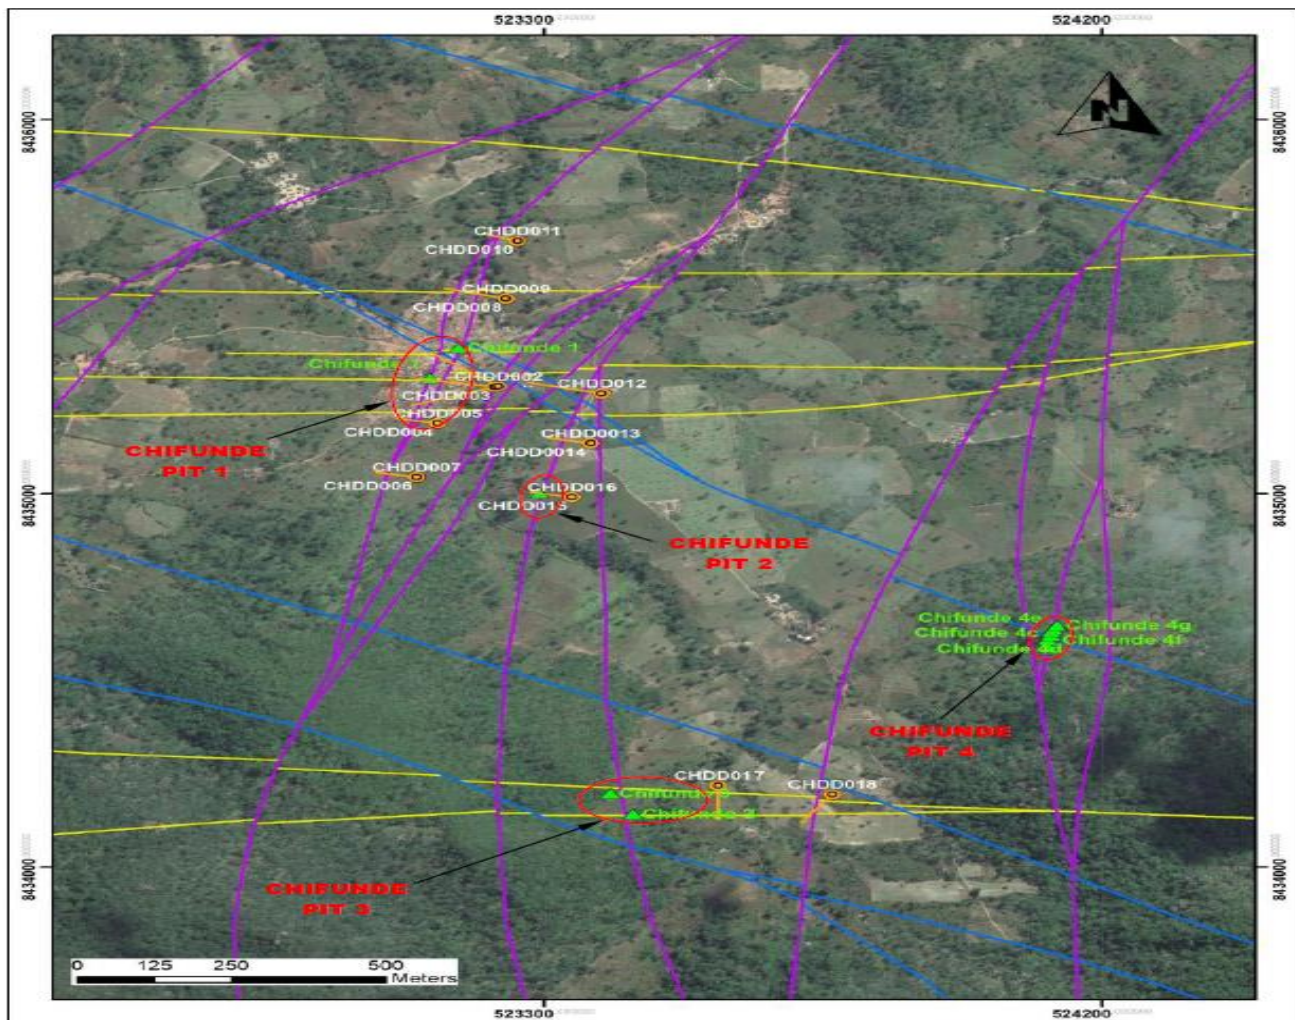 523300
524200
8436000
8436000
N
CHDD011
CHDD010
CHDD009
CHDD008
Chifunde 1
CHDD002
CHDD012
CHDD003
CHDD005
CHDD004
CHDD0013
CHDD0014
CHIFUNDE
PIT 1
CHDD007
CHDD006
CHDD016
CHDD015
8435000
8435000
CHIFUNDE
PIT 2
Chifunde 4e
Chifunde 4g
Chifunde 4c
Chifunde 4f
Chifunde 4d
CHIFUNDE
PIT 4
CHDD017
CHDD018
Chifunde 3
8434000
8434000
CHIFUNDE
PIT 3
0 125 250 500
Meters
523300
524200